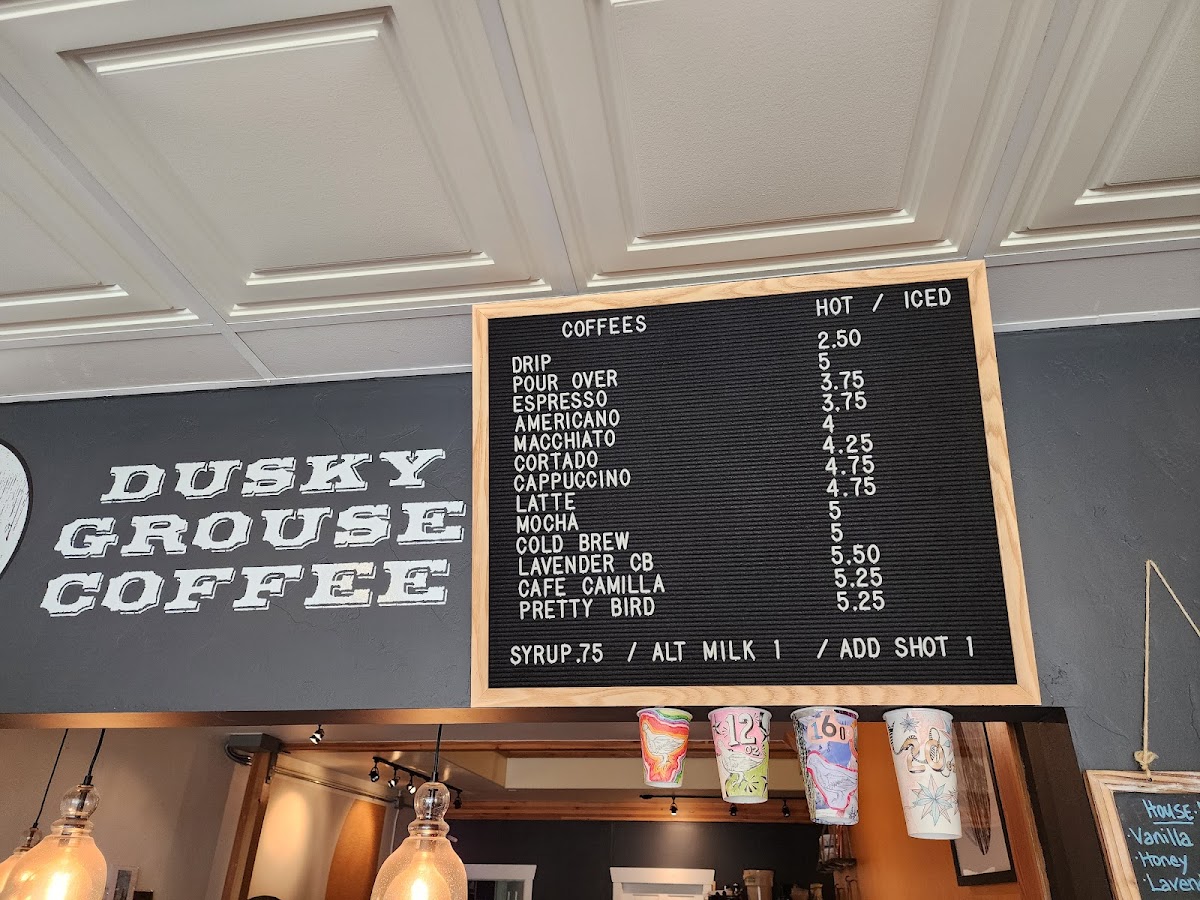 DUSKY
GROUSE
COFFEE
COFFEES HOT / ICED
DRIP 2.50
POUR OVER 5
ESPRESSO 3.75
AMERICANO 3.75
MACCHIATO 4
CORTADO 4.25
CAPPUCCINO 4.75
LATTE 4.75
MOCHA 5
COLD BREW 5
LAVENDER CB 5.50
CAFE CAMILLA 5.25
PRETTY BIRD 5.25
SYRUP.75 / ALT MILK 1 / ADD SHOT 1
12 oz
16 o
20
HOUSE
·Vanilla
·Honey
·Laven